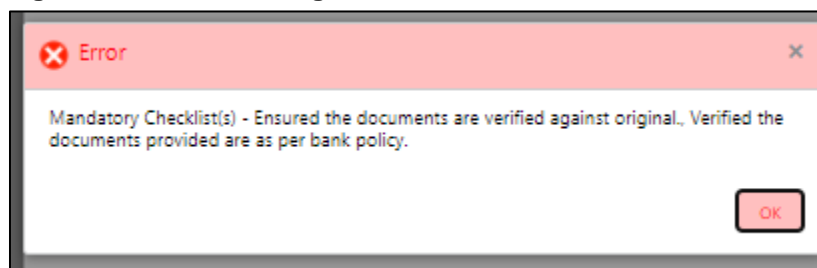 Error
Mandatory Checklist(s) - Ensured the documents are verified against original., Verified the
documents provided are as per bank policy.
OK